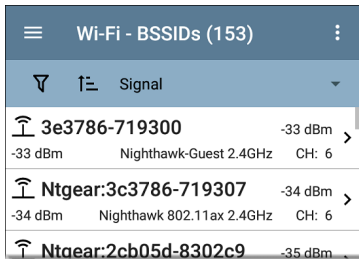 Wi-Fi - BSSIDs (153)
Signal
3e3786-719300 -33 dBm
-33 dBm Nighthawk-Guest 2.4GHz CH: 6
Ntgear:3c3786-719307 -34 dBm
-34 dBm Nighthawk 802.11ax 2.4GHz CH: 6
Ntgear:2cb05d-8302c9 -35 dBm